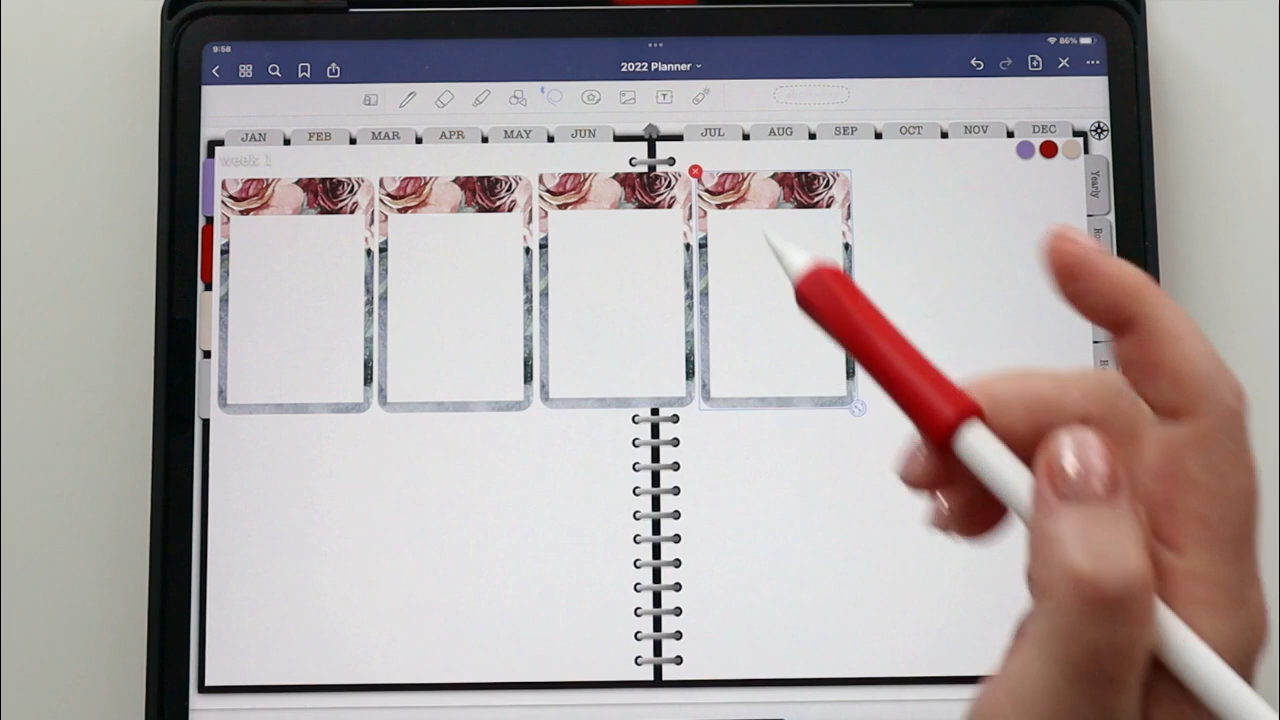 9:58
86%
2022 Planner
T
JAN FEB MAR APR MAY JUN JUL AUG SEP OCT NOV DEC
week 1
Yearly